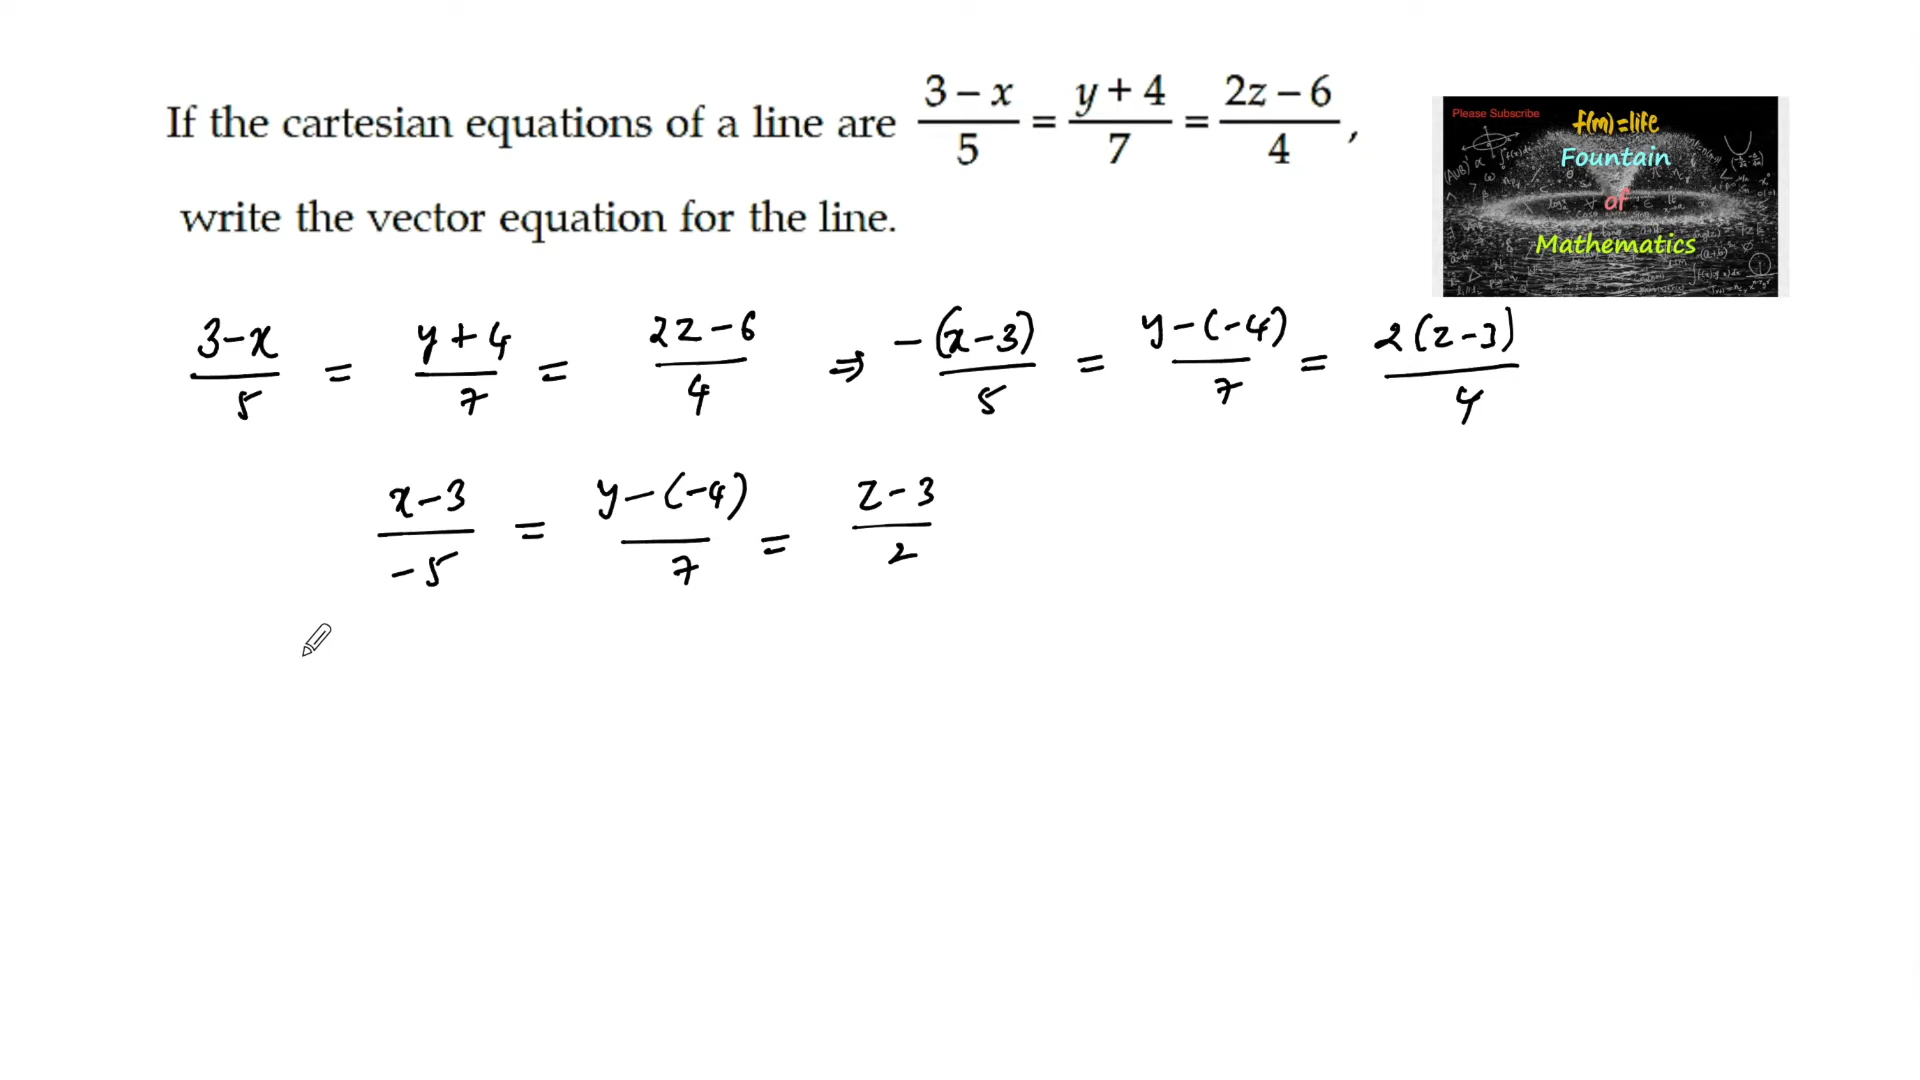 If the cartesian equations of a line are (3 − x)/5 = (y + 4)/7 = (2z − 6)/4 ,
write the vector equation for the line.
Please Subscribe
f(m)=life
Fountain
of
Mathematics
(3-x)/5 = (y+4)/7 = (2z-6)/4 ⇒ -(x-3)/5 = (y-(-4))/7 = 2(z-3)/4
(x-3)/-5 = (y-(-4))/7 = (z-3)/2